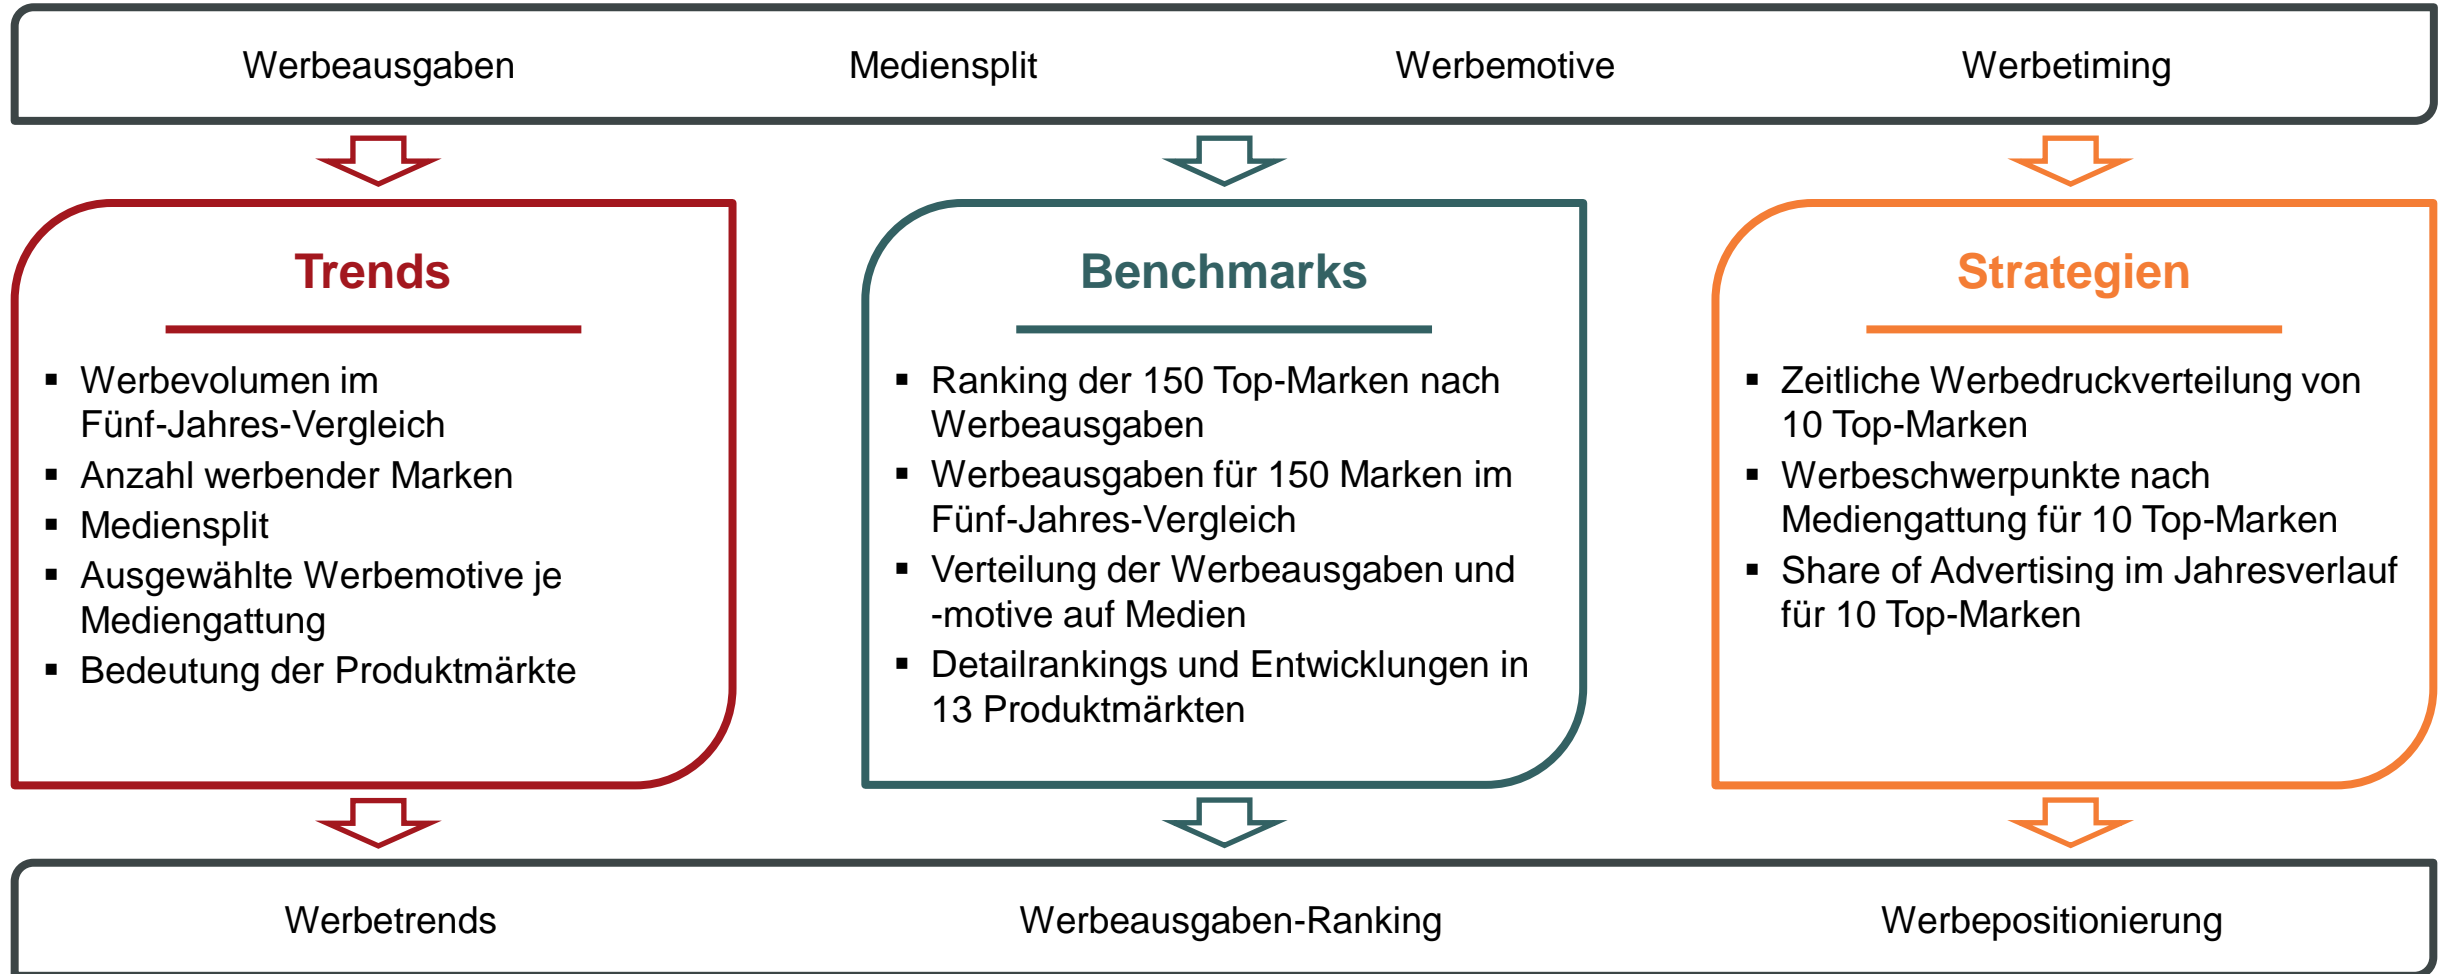 Werbeausgaben
Mediensplit
Werbemotive
Werbetiming
Trends
▪ Werbevolumen im
Fünf-Jahres-Vergleich
▪ Anzahl werbender Marken
▪ Mediensplit
▪ Ausgewählte Werbemotive je
Mediengattung
▪ Bedeutung der Produktmärkte
Benchmarks
▪ Ranking der 150 Top-Marken nach
Werbeausgaben
▪ Werbeausgaben für 150 Marken im
Fünf-Jahres-Vergleich
▪ Verteilung der Werbeausgaben und
-motive auf Medien
▪ Detailrankings und Entwicklungen in
13 Produktmärkten
Strategien
▪ Zeitliche Werbedruckverteilung von
10 Top-Marken
▪ Werbeschwerpunkte nach
Mediengattung für 10 Top-Marken
▪ Share of Advertising im Jahresverlauf
für 10 Top-Marken
Werbetrends
Werbeausgaben-Ranking
Werbepositionierung